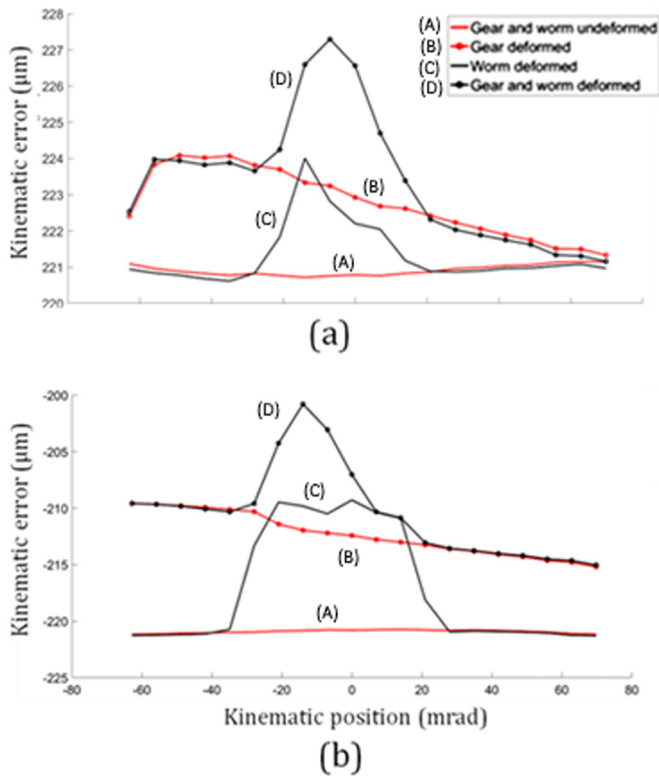 (A) Gear and worm undeformed
(B) Gear deformed
(C) Worm deformed
(D) Gear and worm deformed
Kinematic error (μm)
228
227
226
225
224
223
222
221
220
(D)
(B)
(C)
(A)
(a)
Kinematic error (μm)
-200
-205
-210
-215
-220
-225
(D)
(C)
(B)
(A)
-80 -60 -40 -20 0 20 40 60 80
Kinematic position (mrad)
(b)